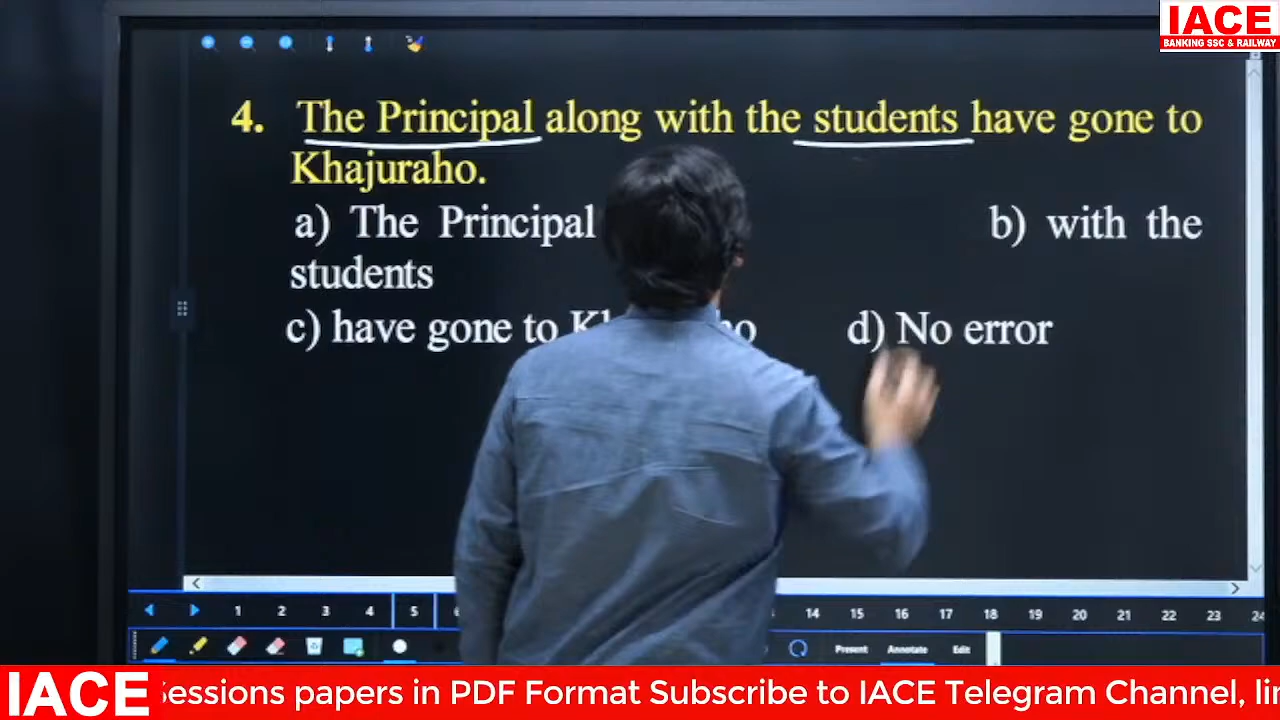 IACE
BANKING SSC & RAILWAY
4. The Principal along with the students have gone to
Khajuraho.
a) The Principal b) with the
students
c) have gone to d) No error
1 2 3 4 5 14 15 16 17 18 19 20 21 22 23 24
Present Annotate Edit
IACE Sessions papers in PDF Format Subscribe to IACE Telegram Channel,